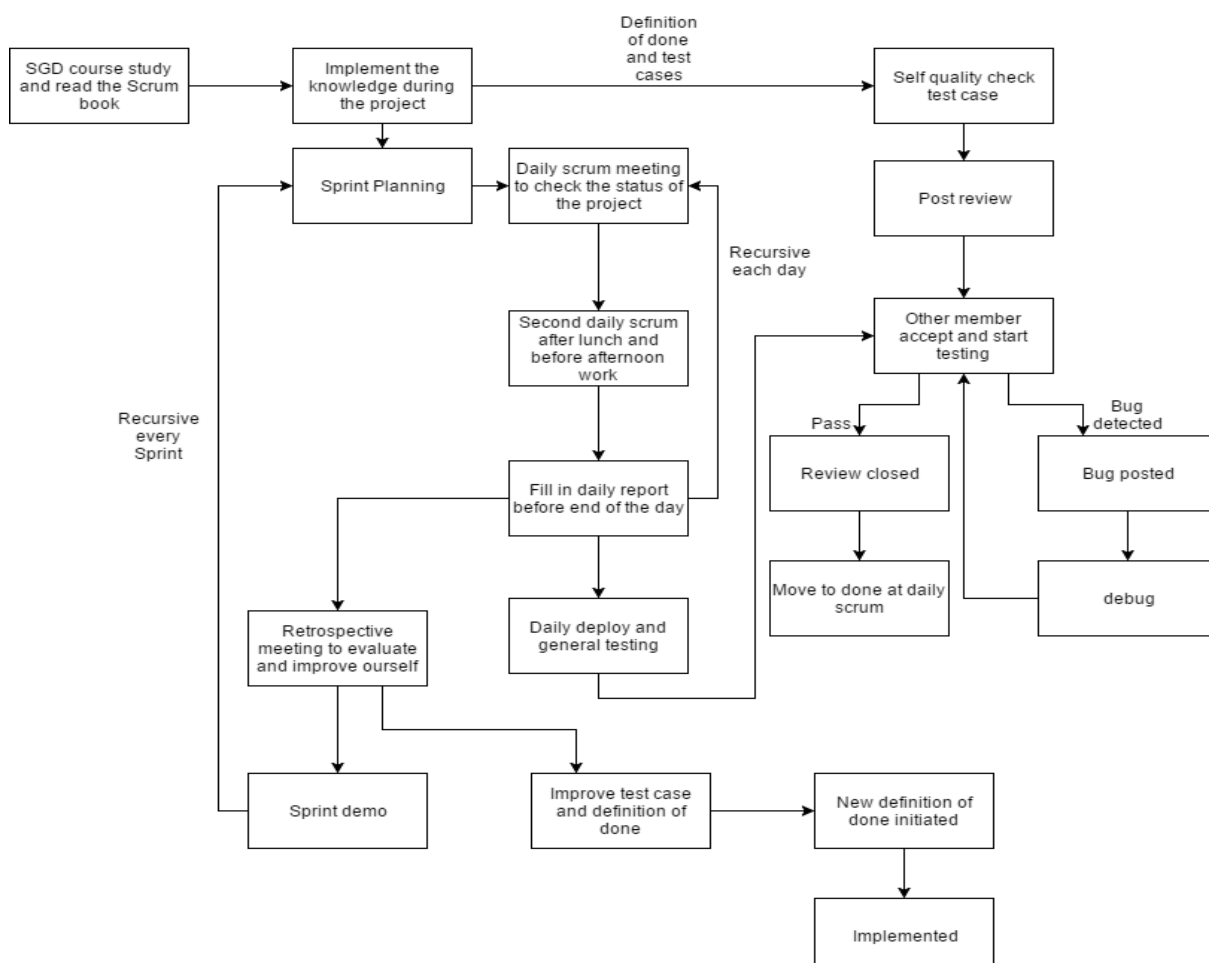 Definition
of done
and test
cases
SGD course study
and read the Scrum
book
Implement the
knowledge during
the project
Self quality check
test case
Sprint Planning
Daily scrum meeting
to check the status of
the project
Post review
Recursive
each day
Second daily scrum
after lunch and
before afternoon
work
Other member
accept and start
testing
Recursive
every
Sprint
Pass
Bug
detected
Fill in daily report
before end of the day
Review closed
Bug posted
Retrospective
meeting to evaluate
and improve ourself
Daily deploy and
general testing
Move to done at daily
scrum
debug
Sprint demo
Improve test case
and definition of
done
New definition of
done initiated
Implemented